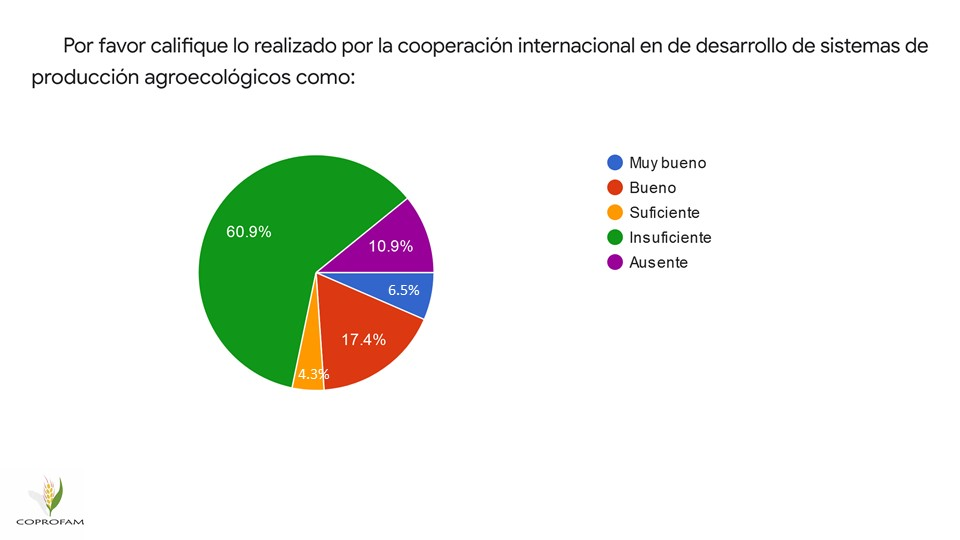 Por favor califique lo realizado por la cooperación internacional en de desarrollo de sistemas de
producción agroecológicos como:
Muy bueno
Bueno
Suficiente
Insuficiente
Ausente
60.9%
10.9%
6.5%
17.4%
4.3%
COPROFAM